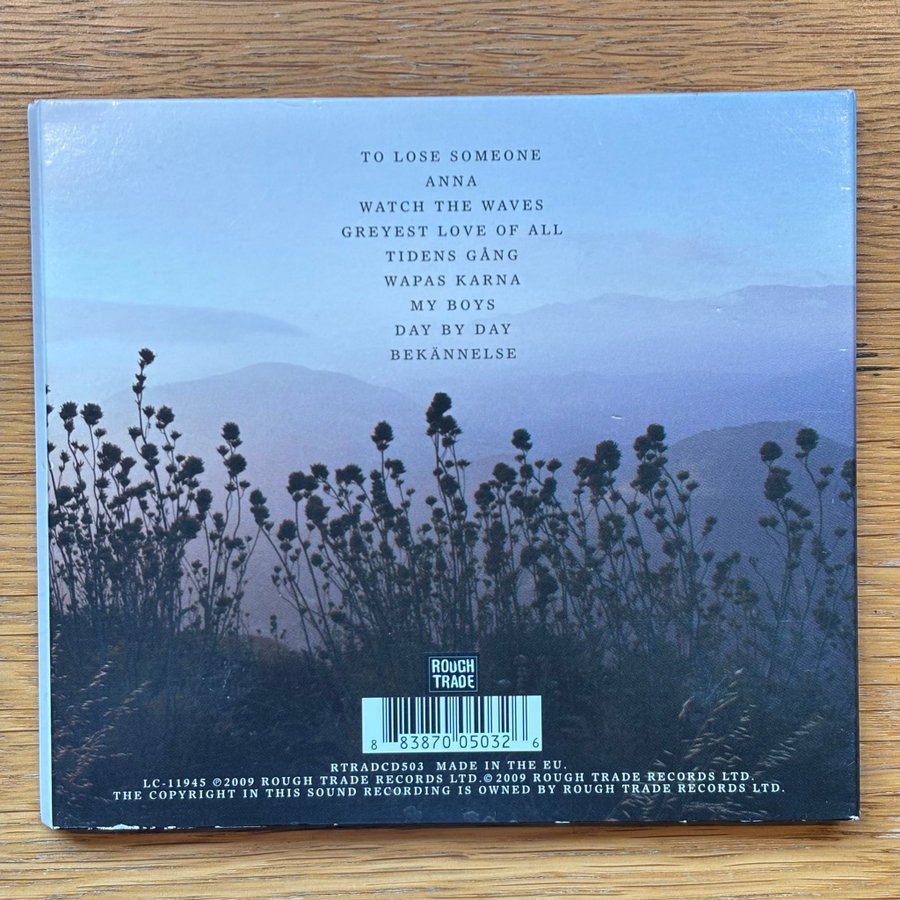 TO LOSE SOMEONE
ANNA
WATCH THE WAVES
GREYEST LOVE OF ALL
TIDENS GÅNG
WAPAS KARNA
MY BOYS
DAY BY DAY
BEKÄNNELSE
ROUGH
TRADE
8 83870 05032 6
RTRADCD503 MADE IN THE EU.
LC-11945 ℗2009 ROUGH TRADE RECORDS LTD.©2009 ROUGH TRADE RECORDS LTD.
THE COPYRIGHT IN THIS SOUND RECORDING IS OWNED BY ROUGH TRADE RECORDS LTD.